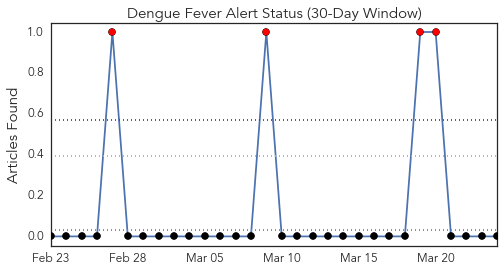 Dengue Fever Alert Status (30-Day Window)
Articles Found
1.0
0.8
0.6
0.4
0.2
0.0
Feb 23 Feb 28 Mar 05 Mar 10 Mar 15 Mar 20